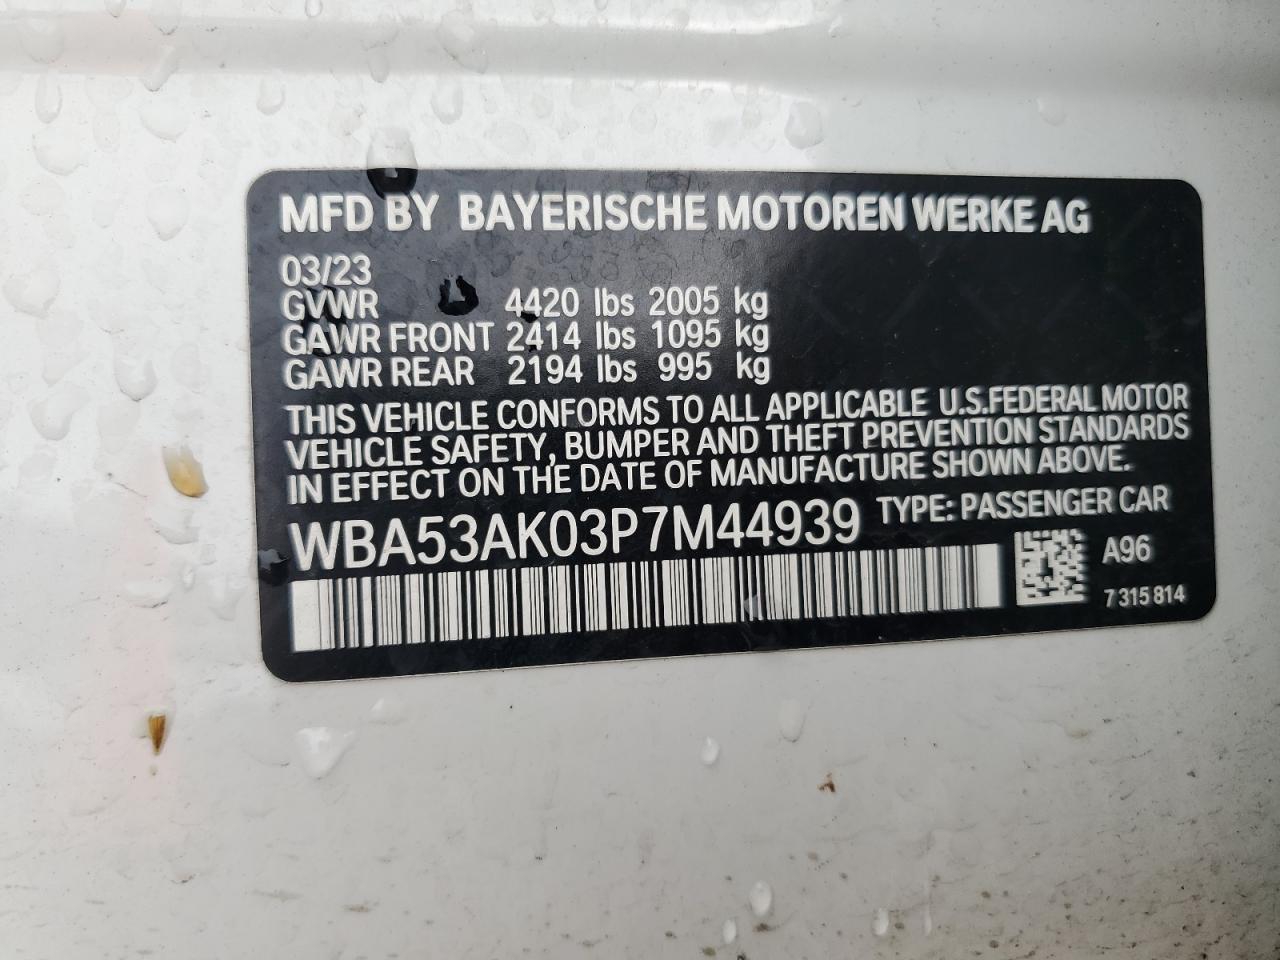 MFD BY BAYERISCHE MOTOREN WERKE AG
03/23
GVWR 4420 lbs 2005 kg
GAWR FRONT 2414 lbs 1095 kg
GAWR REAR 2194 lbs 995 kg
THIS VEHICLE CONFORMS TO ALL APPLICABLE U.S.FEDERAL MOTOR
VEHICLE SAFETY, BUMPER AND THEFT PREVENTION STANDARDS
IN EFFECT ON THE DATE OF MANUFACTURE SHOWN ABOVE.
WBA53AK03P7M44939 TYPE: PASSENGER CAR
A96
7 315 814